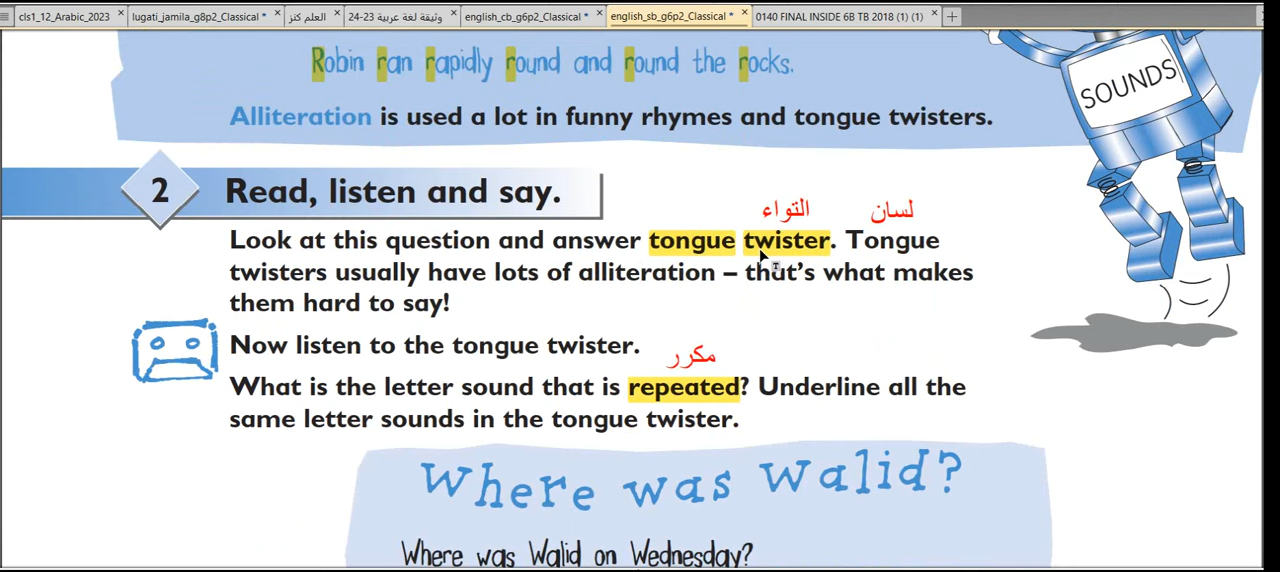 cls1_12_Arabic_2023 × lugati_jamila_g8p2_Classical * × العلم كنز × وثيقة لغة عربية 24-23 × english_cb_g6p2_Classical * × english_sb_g6p2_Classical * × 0140 FINAL INSIDE 6B TB 2018 (1) (1) ×
Robin ran rapidly round and round the rocks.
SOUNDS
Alliteration is used a lot in funny rhymes and tongue twisters.
2 Read, listen and say.
التواء لسان
Look at this question and answer tongue twister. Tongue
twisters usually have lots of alliteration – that's what makes
them hard to say!
Now listen to the tongue twister.
مكرر
What is the letter sound that is repeated? Underline all the
same letter sounds in the tongue twister.
Where was Walid?
Where was Walid on Wednesday?